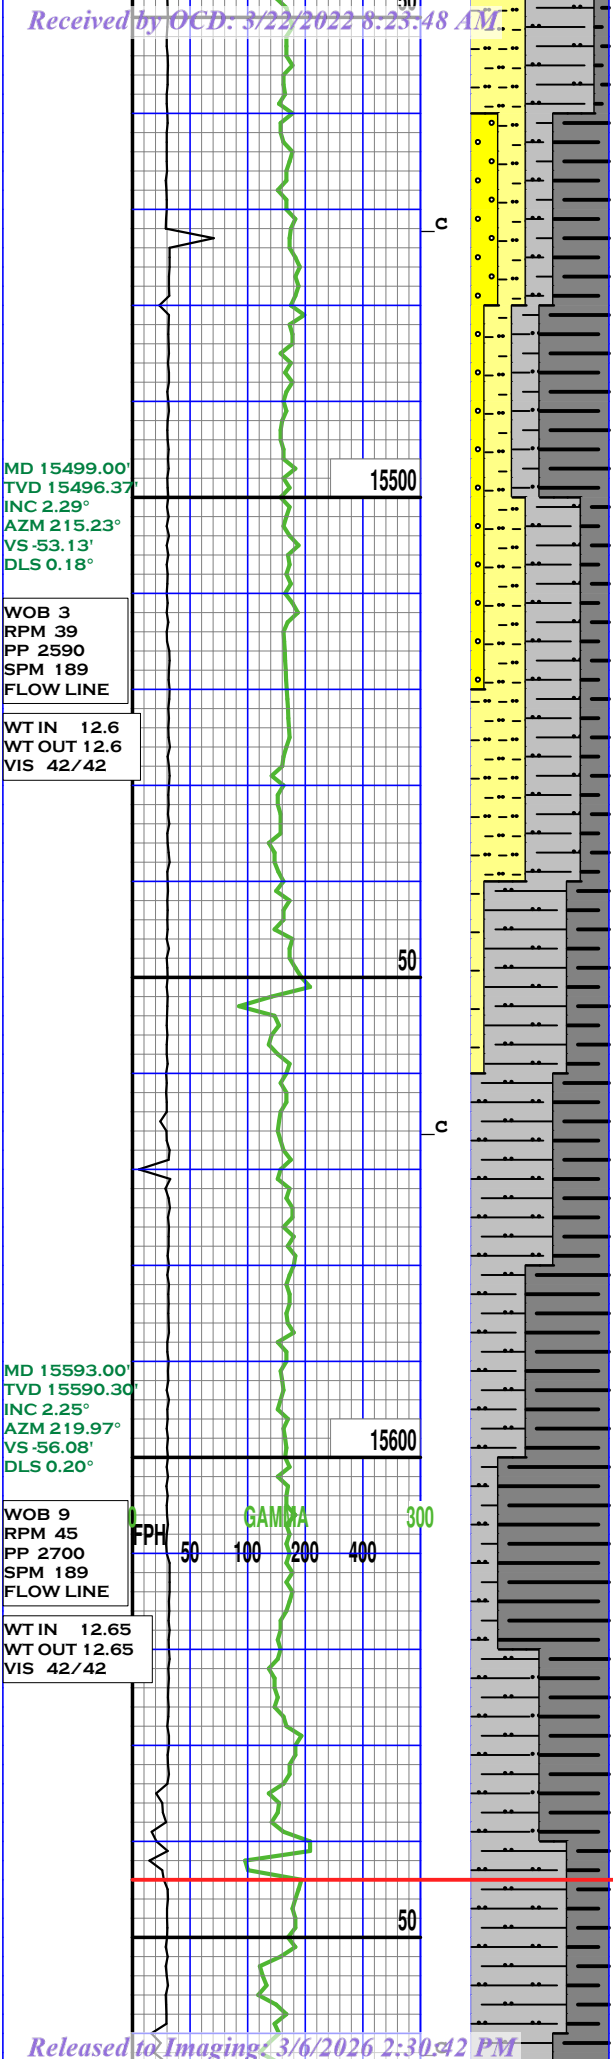 50
Received by OCD: 3/22/2022 8:23:48 AM
C
MD 15499.00'
TVD 15496.37'
INC 2.29°
AZM 215.23°
VS -53.13'
DLS 0.18°
15500
WOB 3
RPM 39
PP 2590
SPM 189
FLOW LINE
WT IN 12.6
WT OUT 12.6
VIS 42/42
50
C
MD 15593.00'
TVD 15590.30'
INC 2.25°
AZM 219.97°
VS -56.08'
DLS 0.20°
15600
WOB 9
RPM 45
PP 2700
SPM 189
FLOW LINE
0 GAMMA 300
FPH 50 100 200 400
WT IN 12.65
WT OUT 12.65
VIS 42/42
50
Released to Imaging: 3/6/2026 2:30:42 PM